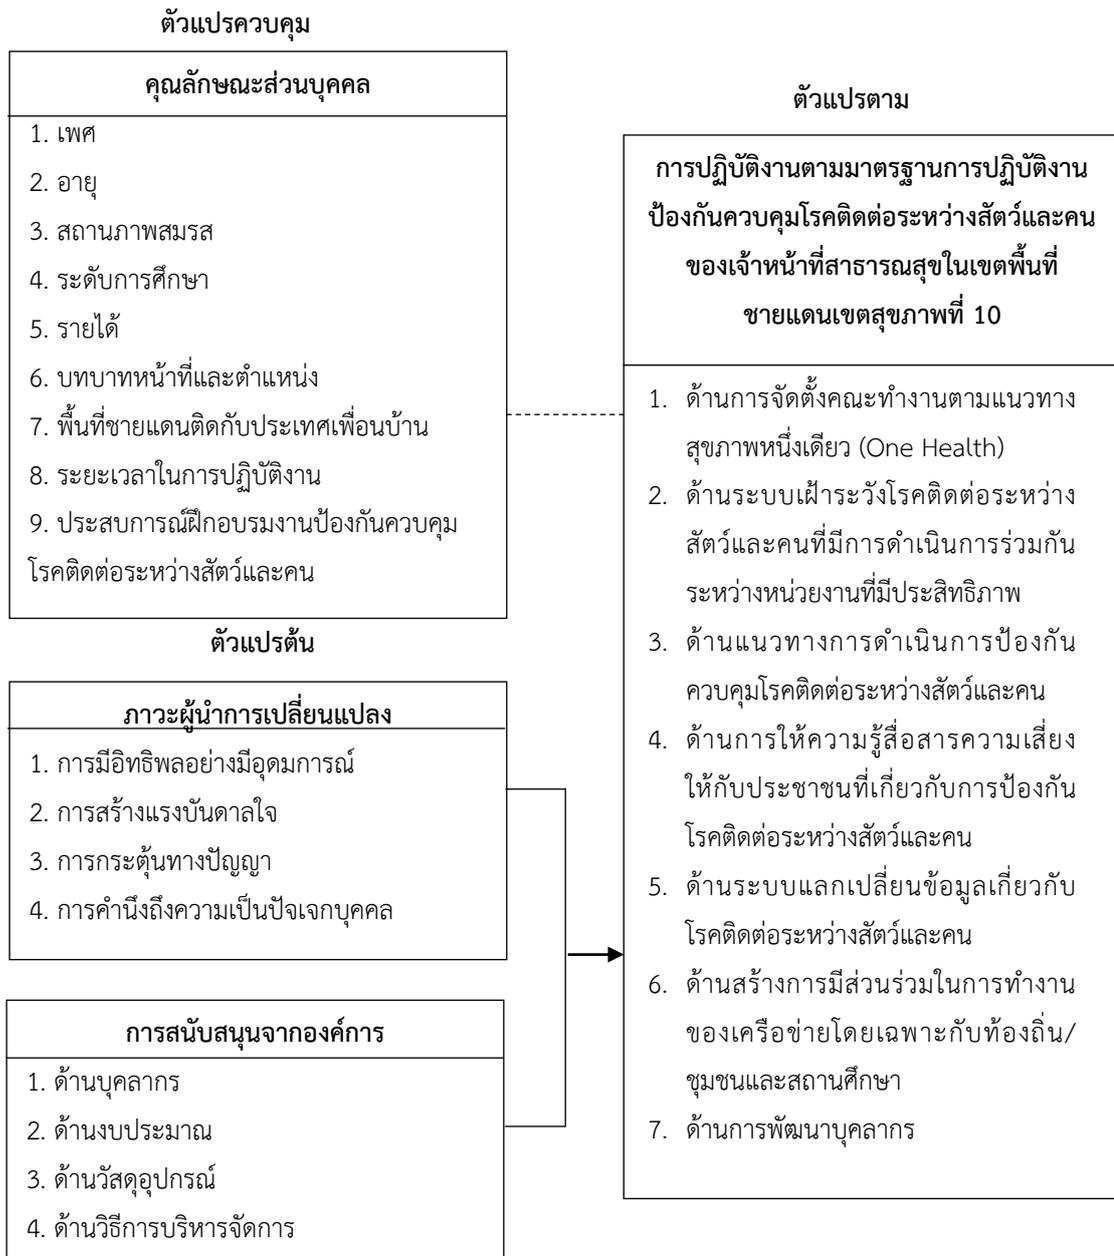 ตัวแปรควบคุม
คุณลักษณะส่วนบุคคล
1. เพศ
2. อายุ
3. สถานภาพสมรส
4. ระดับการศึกษา
5. รายได้
6. บทบาทหน้าที่และตำแหน่ง
7. พื้นที่ชายแดนติดกับประเทศเพื่อนบ้าน
8. ระยะเวลาในการปฏิบัติงาน
9. ประสบการณ์ฝึกอบรมงานป้องกันควบคุม
โรคติดต่อระหว่างสัตว์และคน
ตัวแปรต้น
ภาวะผู้นำการเปลี่ยนแปลง
1. การมีอิทธิพลอย่างมีอุดมการณ์
2. การสร้างแรงบันดาลใจ
3. การกระตุ้นทางปัญญา
4. การคำนึงถึงความเป็นปัจเจกบุคคล
การสนับสนุนจากองค์การ
1. ด้านบุคลากร
2. ด้านงบประมาณ
3. ด้านวัสดุอุปกรณ์
4. ด้านวิธีการบริหารจัดการ
ตัวแปรตาม
การปฏิบัติงานตามมาตรฐานการปฏิบัติงาน
ป้องกันควบคุมโรคติดต่อระหว่างสัตว์และคน
ของเจ้าหน้าที่สาธารณสุขในเขตพื้นที่
ชายแดนเขตสุขภาพที่ 10
1. ด้านการจัดตั้งคณะทำงานตามแนวทาง
สุขภาพหนึ่งเดียว (One Health)
2. ด้านระบบเฝ้าระวังโรคติดต่อระหว่าง
สัตว์และคนที่มีการดำเนินการร่วมกัน
ระหว่างหน่วยงานที่มีประสิทธิภาพ
3. ด้านแนวทางการดำเนินการป้องกัน
ควบคุมโรคติดต่อระหว่างสัตว์และคน
4. ด้านการให้ความรู้สื่อสารความเสี่ยง
ให้กับประชาชนที่เกี่ยวกับการป้องกัน
โรคติดต่อระหว่างสัตว์และคน
5. ด้านระบบแลกเปลี่ยนข้อมูลเกี่ยวกับ
โรคติดต่อระหว่างสัตว์และคน
6. ด้านสร้างการมีส่วนร่วมในการทำงาน
ของเครือข่ายโดยเฉพาะกับท้องถิ่น/
ชุมชนและสถานศึกษา
7. ด้านการพัฒนาบุคลากร